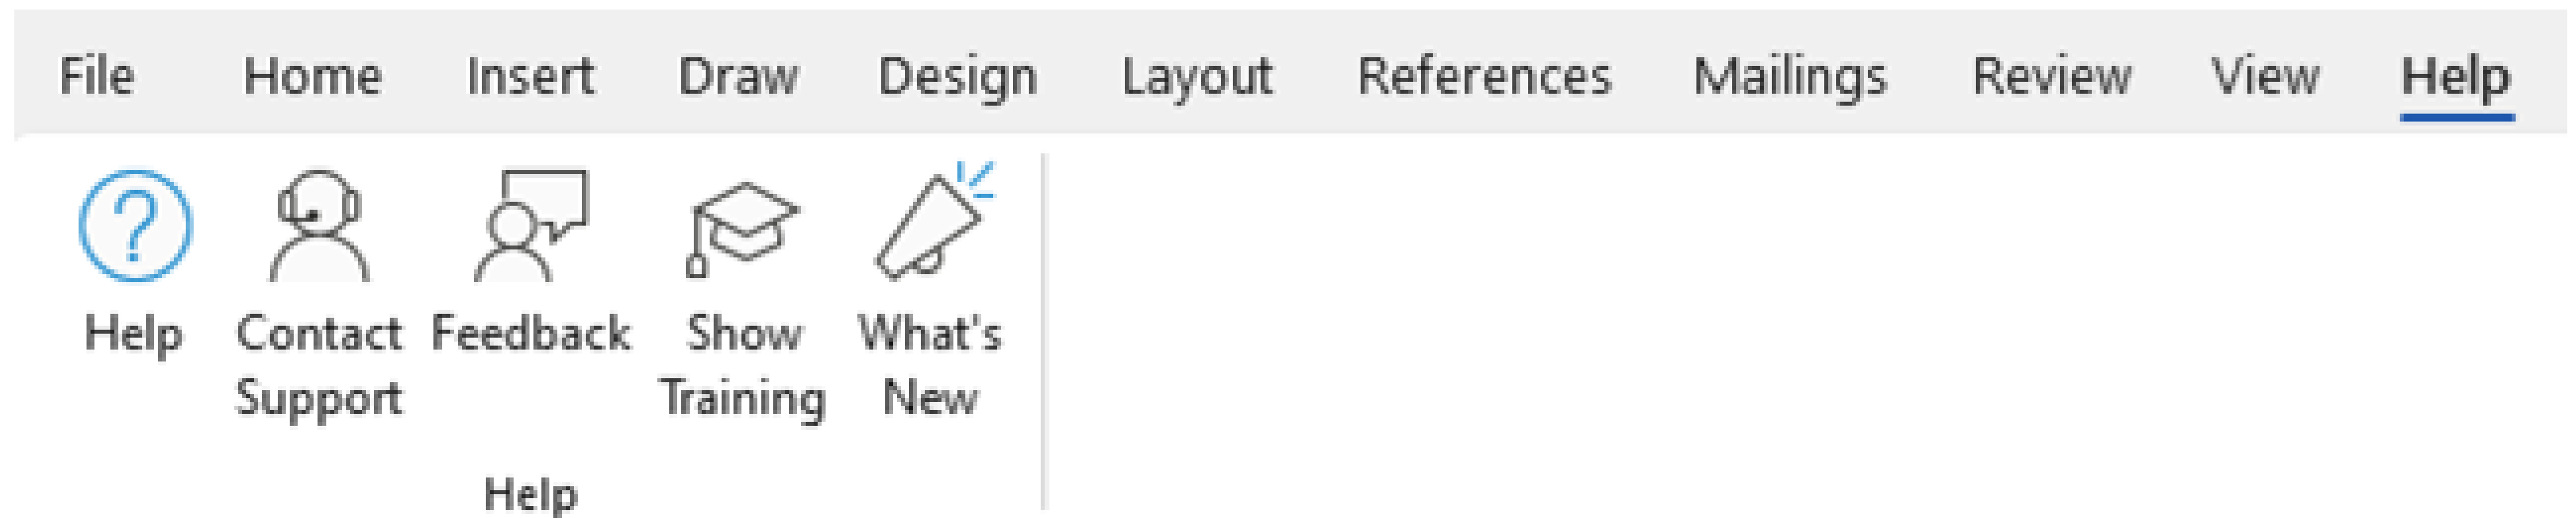 File Home Insert Draw Design Layout References Mailings Review View Help
Help Contact Feedback Show What's
Support Training New
Help